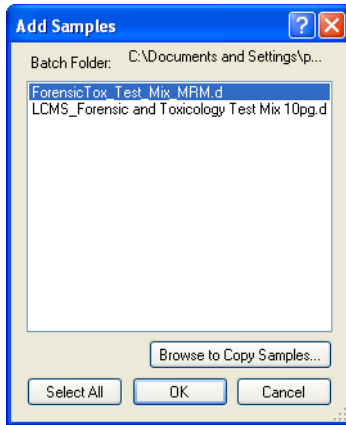 Add Samples
Batch Folder: C:\Documents and Settings\p...
ForensicTox_Test_Mix_MRM.d
LCMS_Forensic and Toxicology Test Mix 10pg.d
Browse to Copy Samples...
Select All OK Cancel